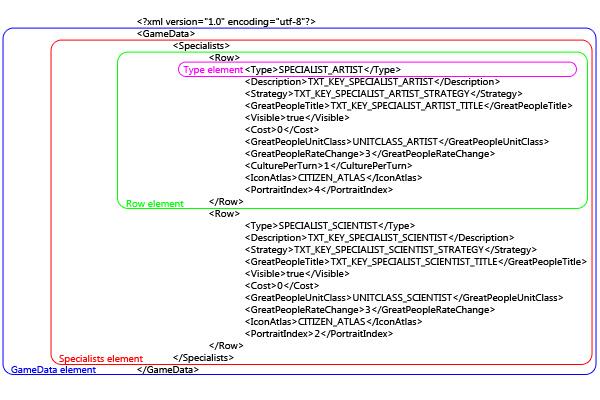 <?xml version="1.0" encoding="utf-8"?>
<GameData>
<Specialists>
<Row>
Type element <Type>SPECIALIST_ARTIST</Type>
<Description>TXT_KEY_SPECIALIST_ARTIST</Description>
<Strategy>TXT_KEY_SPECIALIST_ARTIST_STRATEGY</Strategy>
<GreatPeopleTitle>TXT_KEY_SPECIALIST_ARTIST_TITLE</GreatPeopleTitle>
<Visible>true</Visible>
<Cost>0</Cost>
<GreatPeopleUnitClass>UNITCLASS_ARTIST</GreatPeopleUnitClass>
<GreatPeopleRateChange>3</GreatPeopleRateChange>
<CulturePerTurn>1</CulturePerTurn>
<IconAtlas>CITIZEN_ATLAS</IconAtlas>
<PortraitIndex>4</PortraitIndex>
Row element </Row>
<Row>
<Type>SPECIALIST_SCIENTIST</Type>
<Description>TXT_KEY_SPECIALIST_SCIENTIST</Description>
<Strategy>TXT_KEY_SPECIALIST_SCIENTIST_STRATEGY</Strategy>
<GreatPeopleTitle>TXT_KEY_SPECIALIST_SCIENTIST_TITLE</GreatPeopleTitle>
<Visible>true</Visible>
<Cost>0</Cost>
<GreatPeopleUnitClass>UNITCLASS_SCIENTIST</GreatPeopleUnitClass>
<GreatPeopleRateChange>3</GreatPeopleRateChange>
<IconAtlas>CITIZEN_ATLAS</IconAtlas>
<PortraitIndex>2</PortraitIndex>
</Row>
Specialists element </Specialists>
GameData element </GameData>